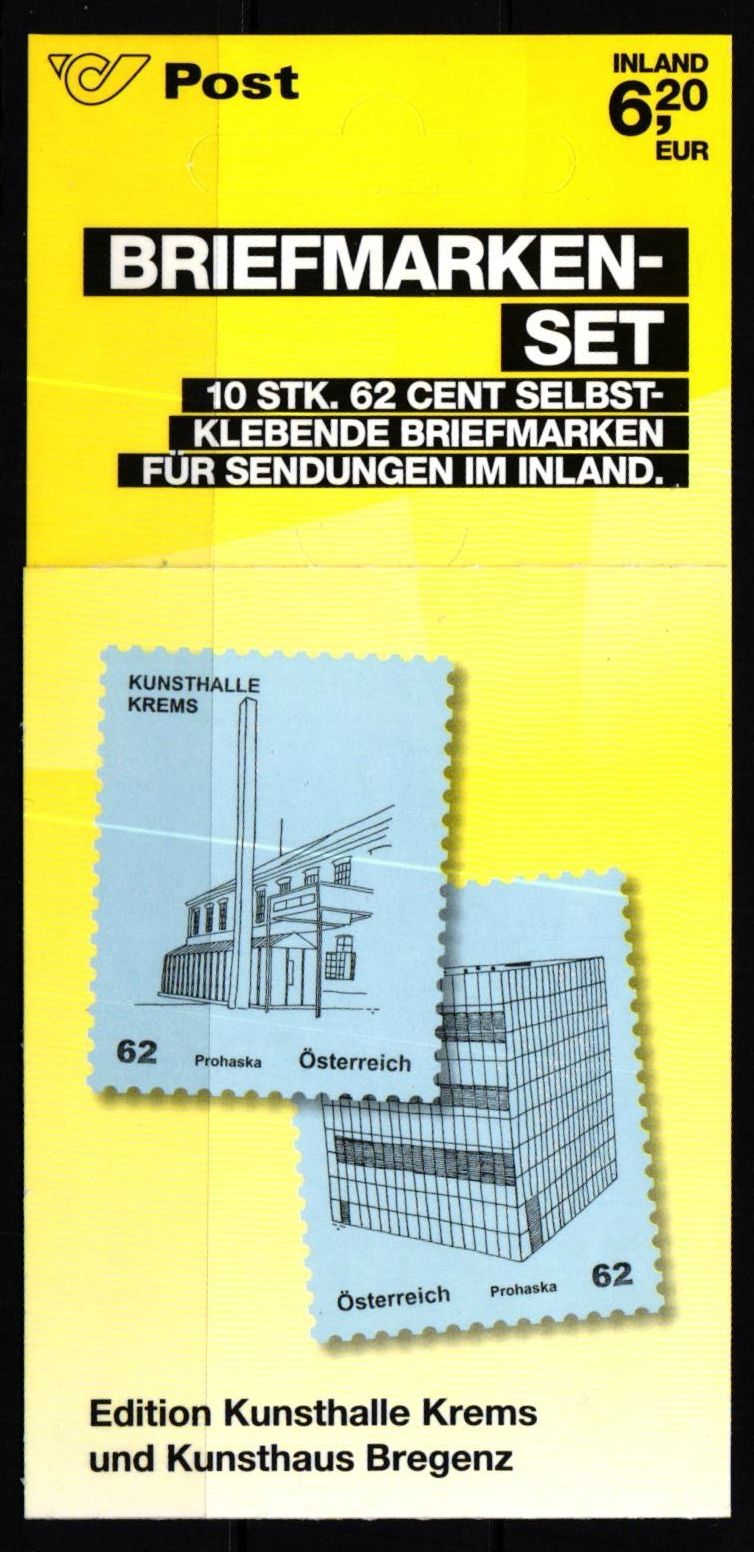 Post
INLAND
6,20
EUR
BRIEFMARKEN-
SET
10 STK. 62 CENT SELBST-
KLEBENDE BRIEFMARKEN
FÜR SENDUNGEN IM INLAND.
KUNSTHALLE
KREMS
62 Prohaska Österreich
Österreich Prohaska 62
Edition Kunsthalle Krems
und Kunsthaus Bregenz